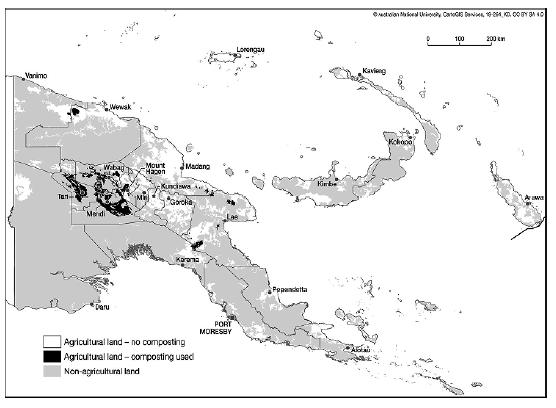 © Australian National University, CartoGIS Services, 19-264_KD, CC BY SA 4.0
0 100 200 km
Lorengau
Vanimo
Kavieng
Wewak
Kokopo
Wabag
Mount
Hagen
Madang
Kundiawa
Kimbe
Tari
Minj
Goroka
Arawa
Mendi
Lae
Kerema
Popondetta
Daru
PORT
MORESBY
Alotau
Agricultural land – no composting
Agricultural land – composting used
Non-agricultural land